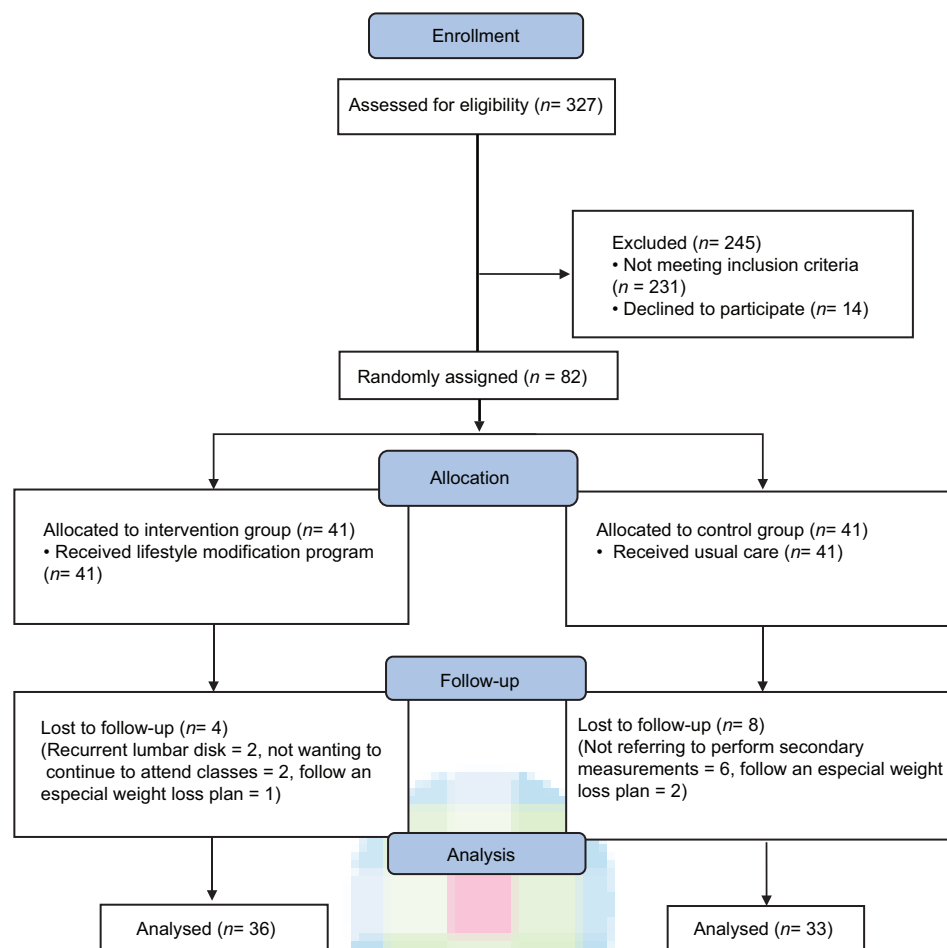 Enrollment
Assessed for eligibility (n= 327)
Excluded (n= 245)
• Not meeting inclusion criteria
(n = 231)
• Declined to participate (n= 14)
Randomly assigned (n = 82)
Allocation
Allocated to intervention group (n= 41)
• Received lifestyle modification program
(n= 41)
Allocated to control group (n= 41)
• Received usual care (n= 41)
Follow-up
Lost to follow-up (n= 4)
(Recurrent lumbar disk = 2, not wanting to
continue to attend classes = 2, follow an
especial weight loss plan = 1)
Lost to follow-up (n= 8)
(Not referring to perform secondary
measurements = 6, follow an especial weight
loss plan = 2)
Analysis
Analysed (n= 36)
Analysed (n= 33)